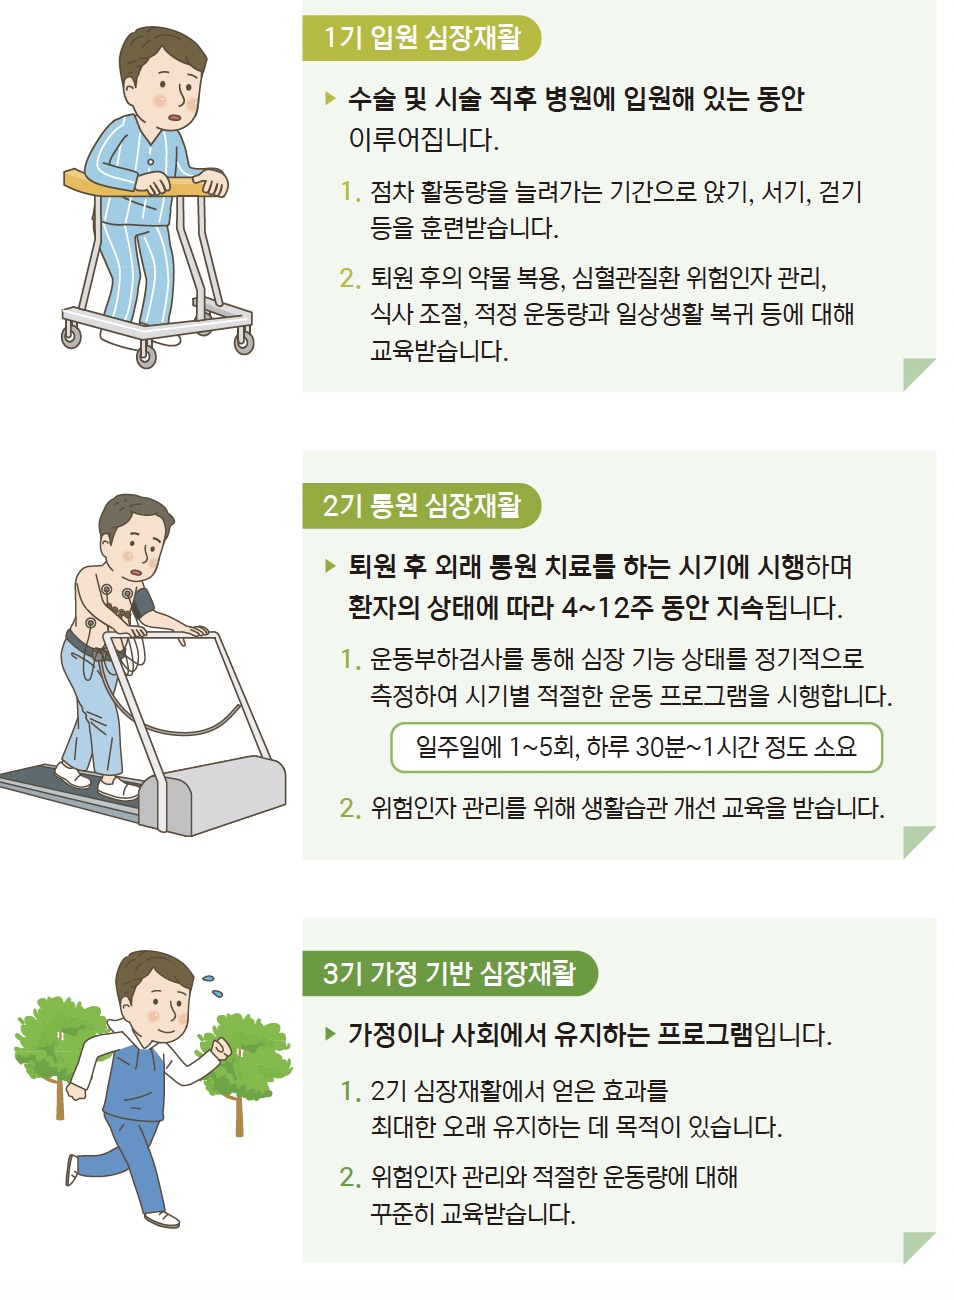 1기 입원 심장재활
▶ 수술 및 시술 직후 병원에 입원해 있는 동안
이루어집니다.
1. 점차 활동량을 늘려가는 기간으로 앉기, 서기, 걷기
등을 훈련받습니다.
2. 퇴원 후의 약물 복용, 심혈관질환 위험인자 관리,
식사 조절, 적정 운동량과 일상생활 복귀 등에 대해
교육받습니다.
2기 통원 심장재활
▶ 퇴원 후 외래 통원 치료를 하는 시기에 시행하며
환자의 상태에 따라 4~12주 동안 지속됩니다.
1. 운동부하검사를 통해 심장 기능 상태를 정기적으로
측정하여 시기별 적절한 운동 프로그램을 시행합니다.
일주일에 1~5회, 하루 30분~1시간 정도 소요
2. 위험인자 관리를 위해 생활습관 개선 교육을 받습니다.
3기 가정 기반 심장재활
▶ 가정이나 사회에서 유지하는 프로그램입니다.
1. 2기 심장재활에서 얻은 효과를
최대한 오래 유지하는 데 목적이 있습니다.
2. 위험인자 관리와 적절한 운동량에 대해
꾸준히 교육받습니다.